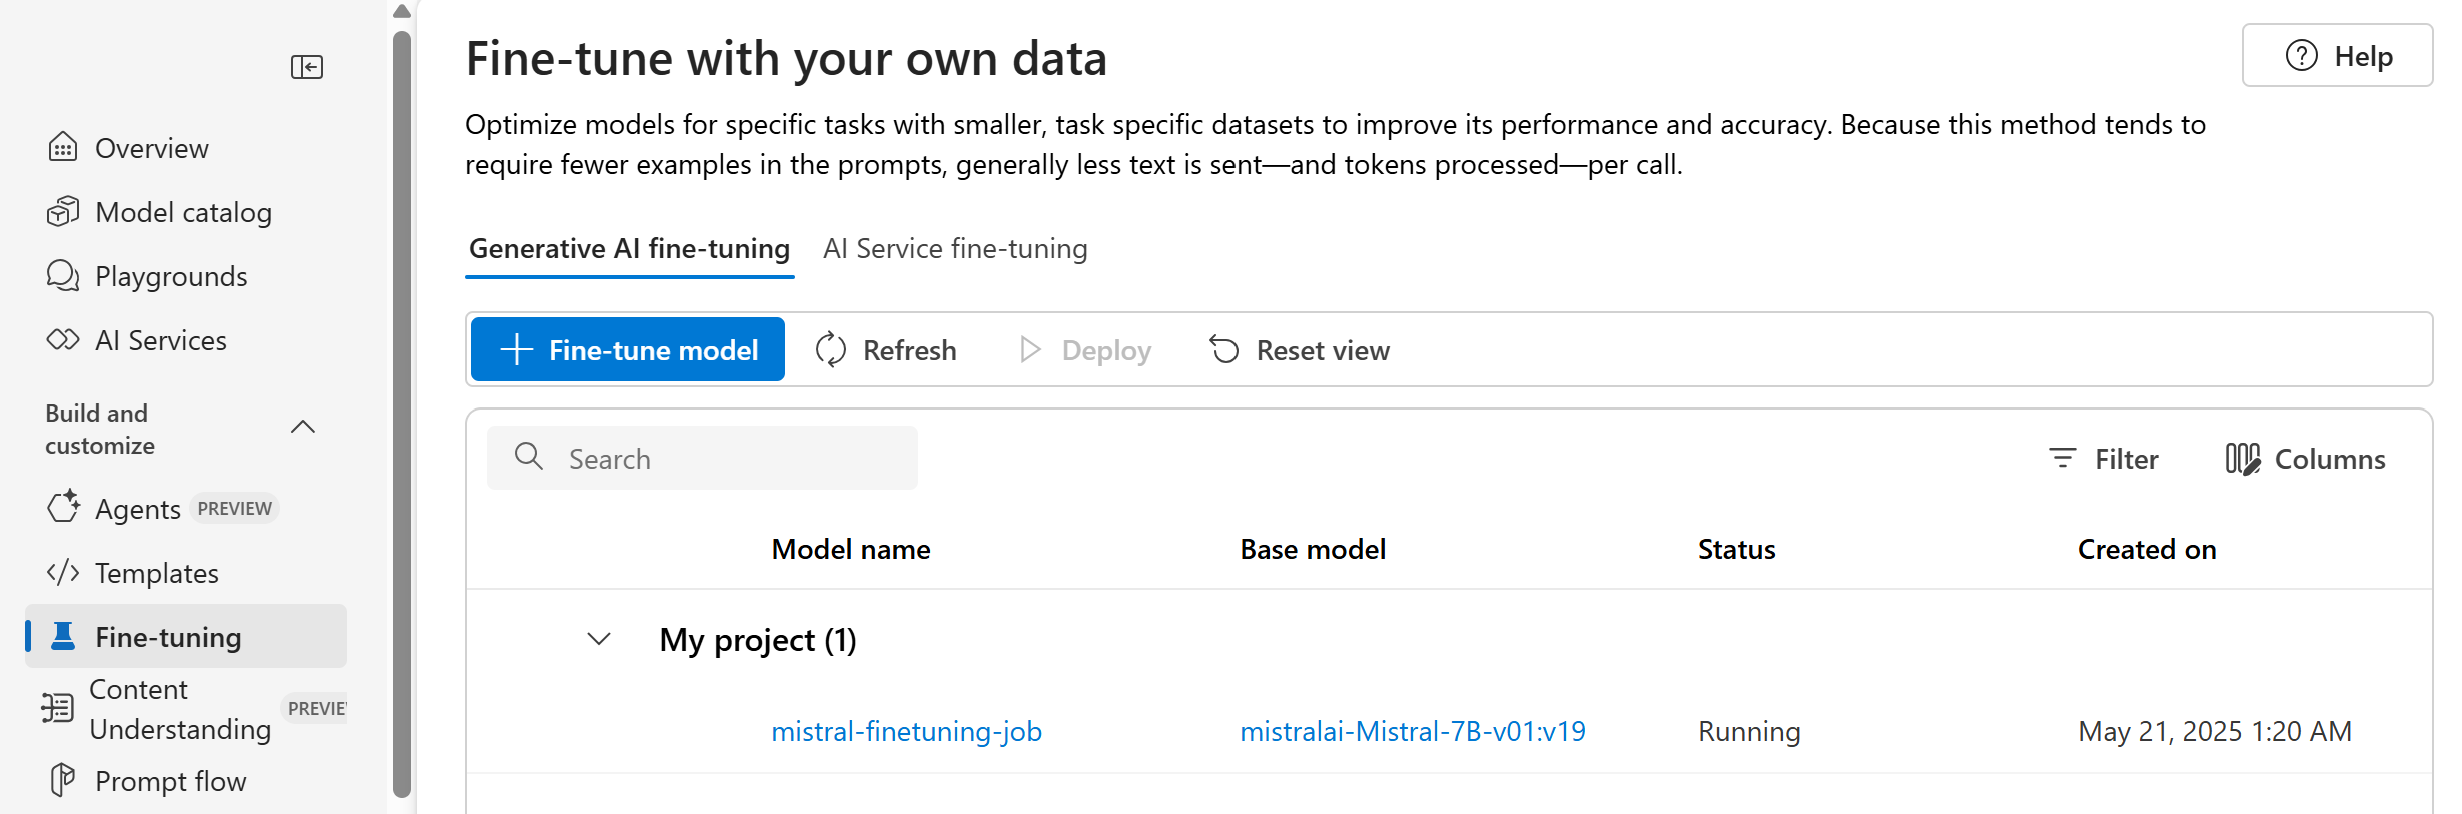 Overview
Model catalog
Playgrounds
AI Services
Build and
customize
Agents PREVIEW
Templates
Fine-tuning
Content
Understanding
Prompt flow
Fine-tune with your own data
Help
Optimize models for specific tasks with smaller, task specific datasets to improve its performance and accuracy. Because this method tends to
require fewer examples in the prompts, generally less text is sent—and tokens processed—per call.
Generative AI fine-tuning AI Service fine-tuning
Fine-tune model Refresh Deploy Reset view
Search Filter Columns
Model name Base model Status Created on
My project (1)
mistral-finetuning-job mistralai-Mistral-7B-v01:v19 Running May 21, 2025 1:20 AM